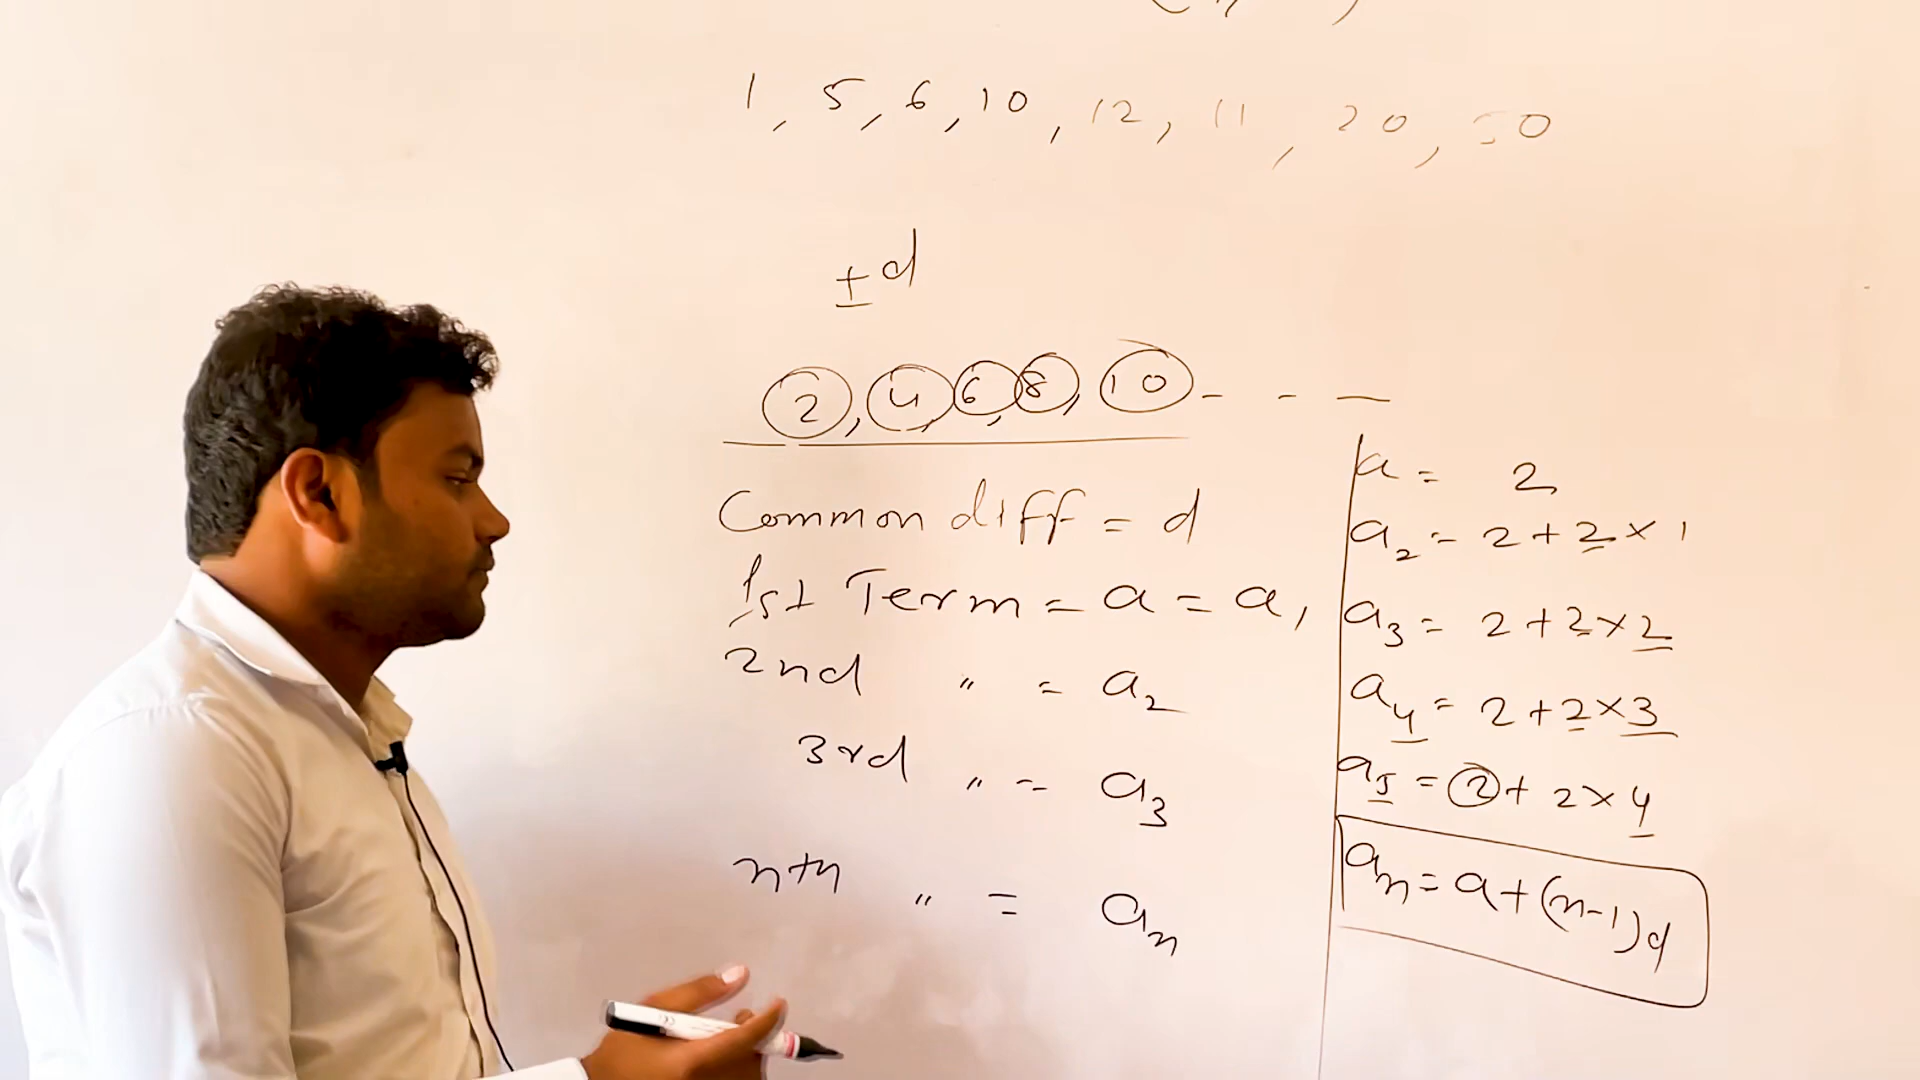 1, 5, 6, 10, 12, 11, 20, 50
±d
2, 4, 6, 8, 10 - - -
Common diff = d
1st Term = a = a,
2nd " = a₂
3rd " = a₃
nth " = aₙ
a = 2
a₂ = 2 + 2 × 1
a₃ = 2 + 2 × 2
a₄ = 2 + 2 × 3
a₅ = 2 + 2 × 4
aₙ = a + (n-1)d